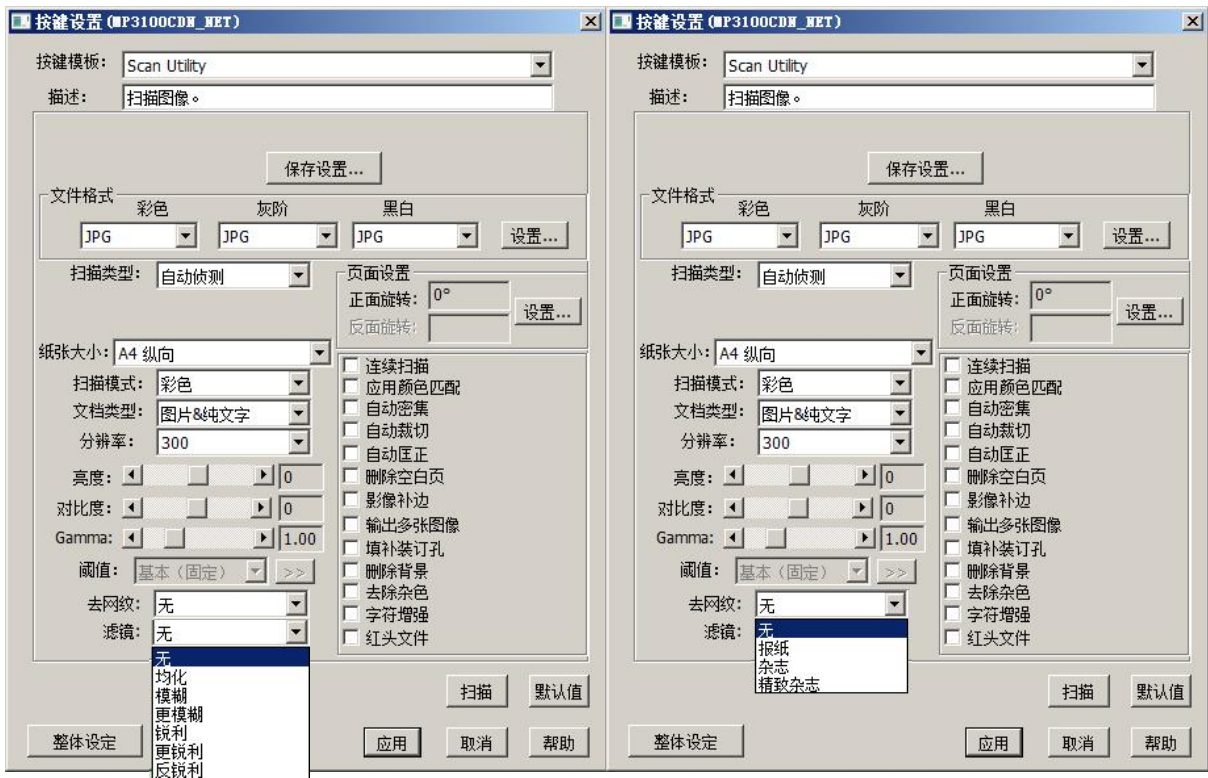 按键设置(MP3100CDN_NET)
按键模板: Scan Utility
描述: 扫描图像。
保存设置...
文件格式
彩色 灰阶 黑白
JPG JPG JPG 设置...
扫描类型: 自动侦测
页面设置
正面旋转: 0°
反面旋转:
设置...
纸张大小: A4 纵向
扫描模式: 彩色
文档类型: 图片&纯文字
分辨率: 300
亮度: 0
对比度: 0
Gamma: 1.00
阈值: 基本（固定） >>
去网纹: 无
滤镜: 无
无
均化
模糊
更模糊
锐利
更锐利
反锐利
连续扫描
应用颜色匹配
自动密集
自动裁切
自动匡正
删除空白页
影像补边
输出多张图像
填补装订孔
删除背景
去除杂色
字符增强
红头文件
扫描 默认值
整体设定 应用 取消 帮助
按键设置(MP3100CDN_NET)
按键模板: Scan Utility
描述: 扫描图像。
保存设置...
文件格式
彩色 灰阶 黑白
JPG JPG JPG 设置...
扫描类型: 自动侦测
页面设置
正面旋转: 0°
反面旋转:
设置...
纸张大小: A4 纵向
扫描模式: 彩色
文档类型: 图片&纯文字
分辨率: 300
亮度: 0
对比度: 0
Gamma: 1.00
阈值: 基本（固定） >>
去网纹: 无
滤镜:
无
报纸
杂志
精致杂志
连续扫描
应用颜色匹配
自动密集
自动裁切
自动匡正
删除空白页
影像补边
输出多张图像
填补装订孔
删除背景
去除杂色
字符增强
红头文件
扫描 默认值
整体设定 应用 取消 帮助